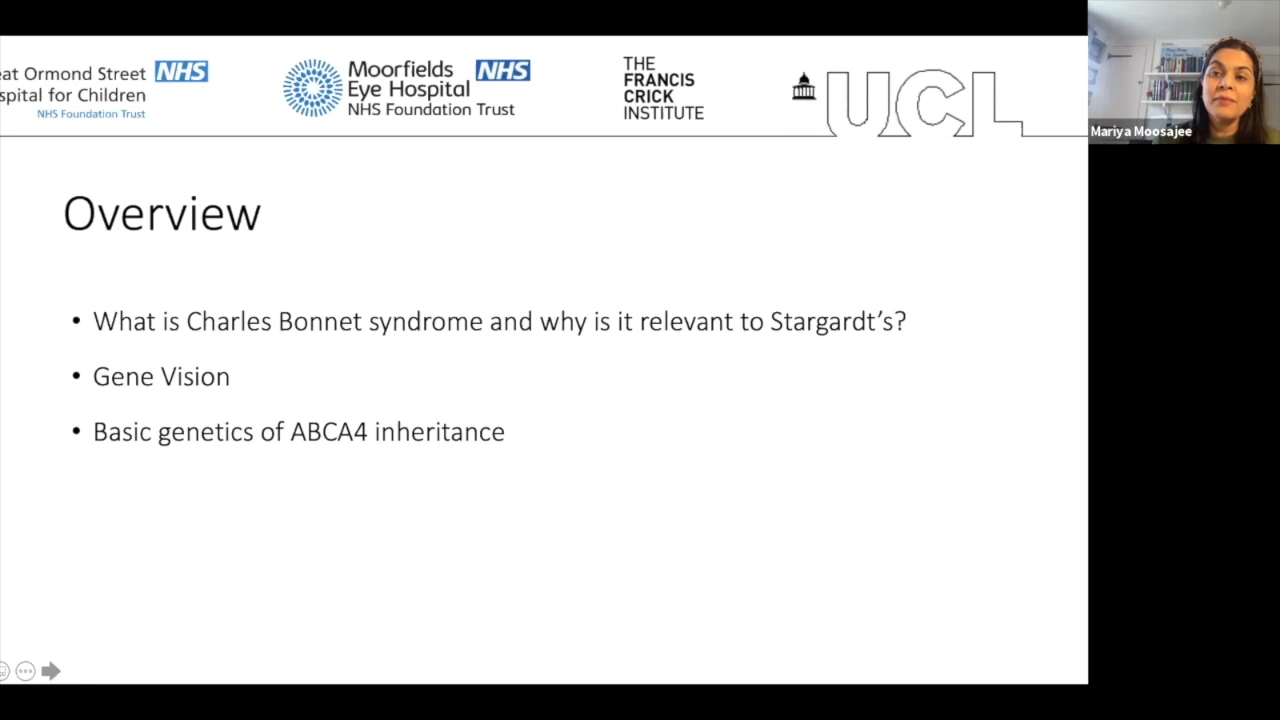 eat Ormond Street NHS
spital for Children
NHS Foundation Trust
Moorfields NHS
Eye Hospital
NHS Foundation Trust
THE
FRANCIS
CRICK
INSTITUTE
UCL
Mariya Moosajee
Overview
• What is Charles Bonnet syndrome and why is it relevant to Stargardt’s?
• Gene Vision
• Basic genetics of ABCA4 inheritance